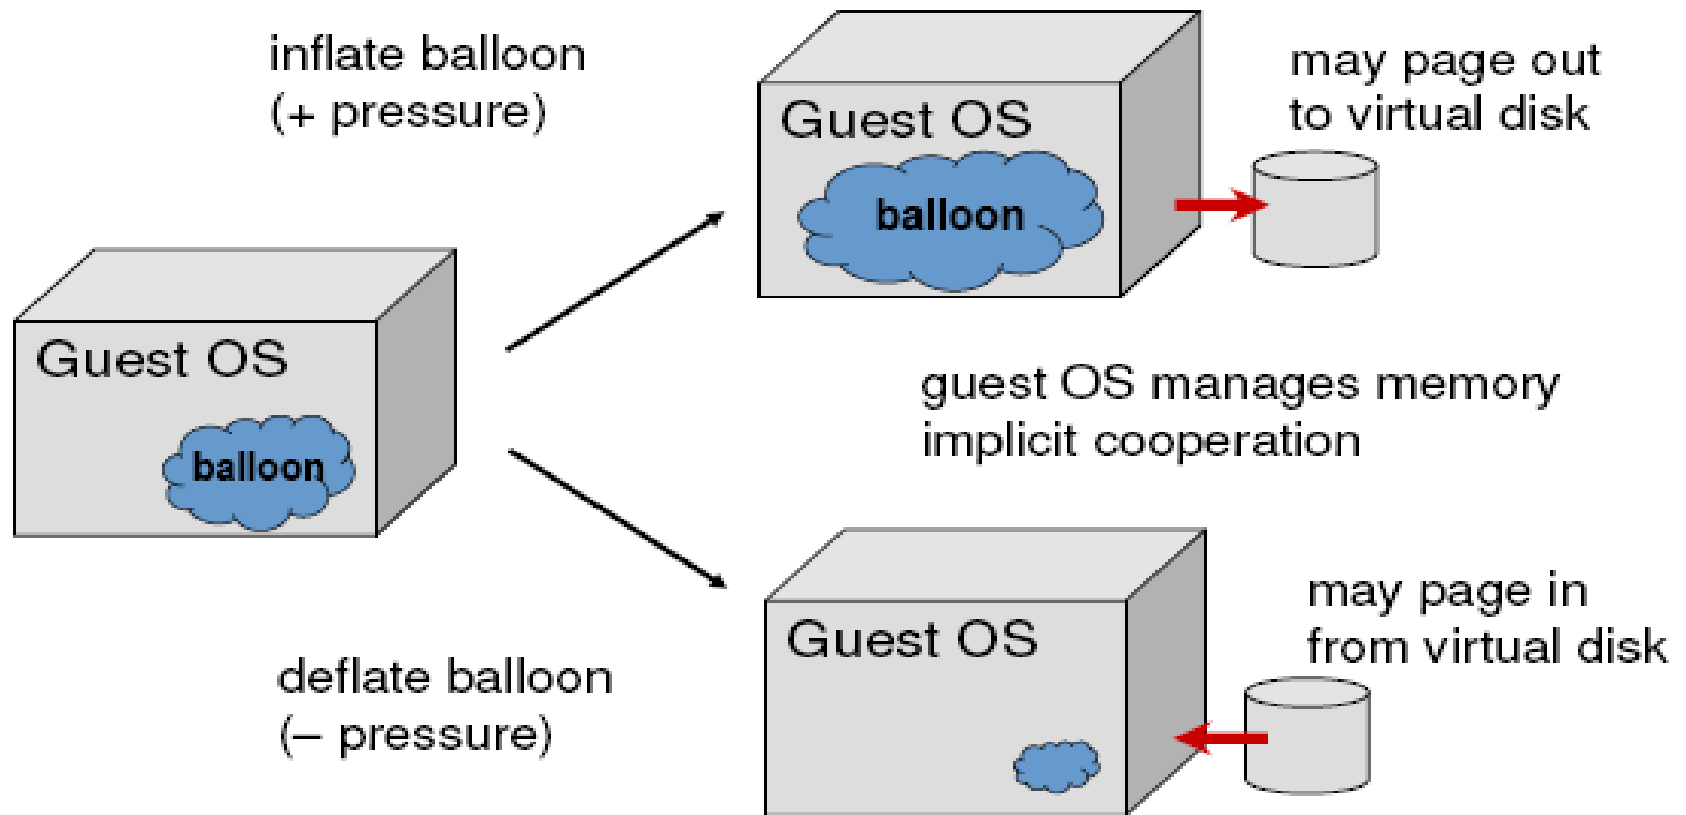 inflate balloon
(+ pressure)
Guest OS
balloon
may page out
to virtual disk
Guest OS
balloon
guest OS manages memory
implicit cooperation
deflate balloon
(– pressure)
Guest OS
may page in
from virtual disk